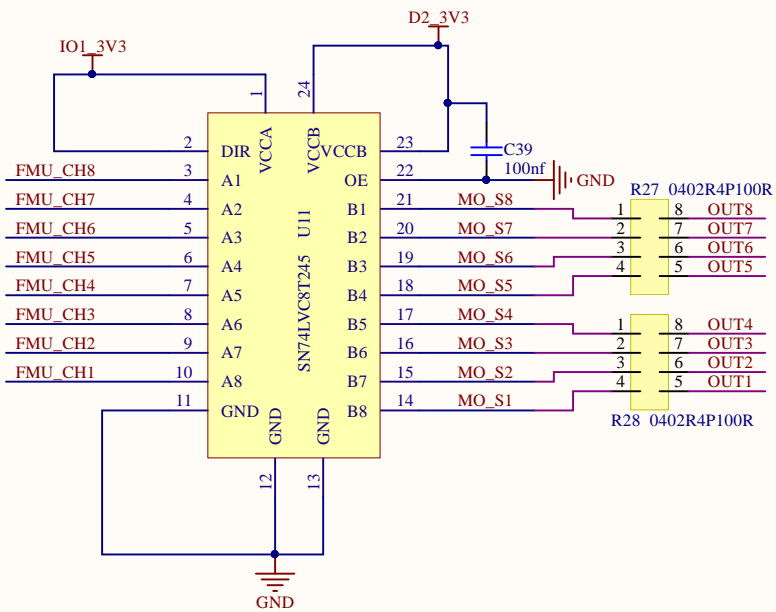 D2_3V3
IO1_3V3
1
24
2 DIR VCCA VCCB VCCB 23
C39
100nf
FMU_CH8 3 A1 OE 22 GND
FMU_CH7 4 A2 B1 21 MO_S8
FMU_CH6 5 A3 B2 20 MO_S7
FMU_CH5 6 A4 B3 19 MO_S6
FMU_CH4 7 A5 B4 18 MO_S5
FMU_CH3 8 A6 B5 17 MO_S4
FMU_CH2 9 A7 B6 16 MO_S3
FMU_CH1 10 A8 B7 15 MO_S2
11 GND B8 14 MO_S1
U11
SN74LVC8T245
GND
GND
12
13
GND
R27 0402R4P100R
1 8 OUT8
2 7 OUT7
3 6 OUT6
4 5 OUT5
1 8 OUT4
2 7 OUT3
3 6 OUT2
4 5 OUT1
R28 0402R4P100R